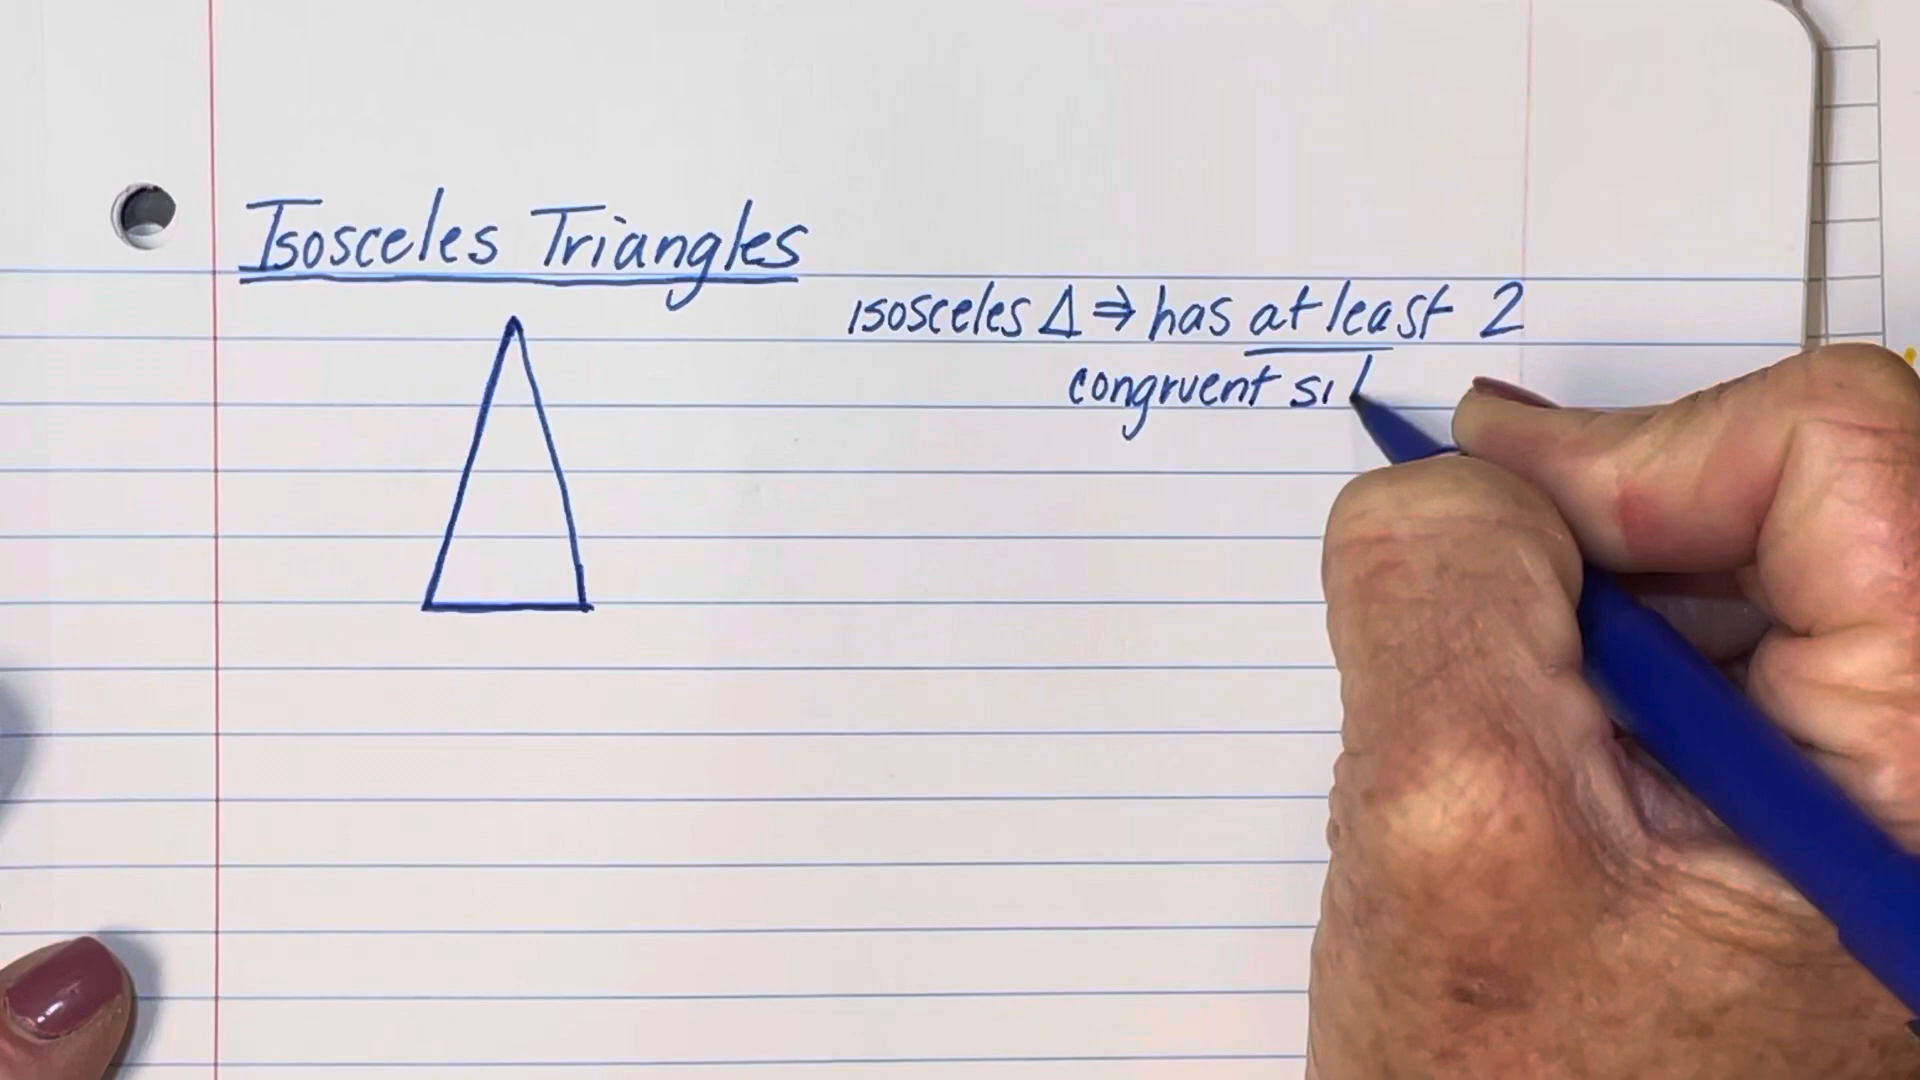 Isosceles Triangles
isosceles Δ ⇒ has at least 2
congruent si